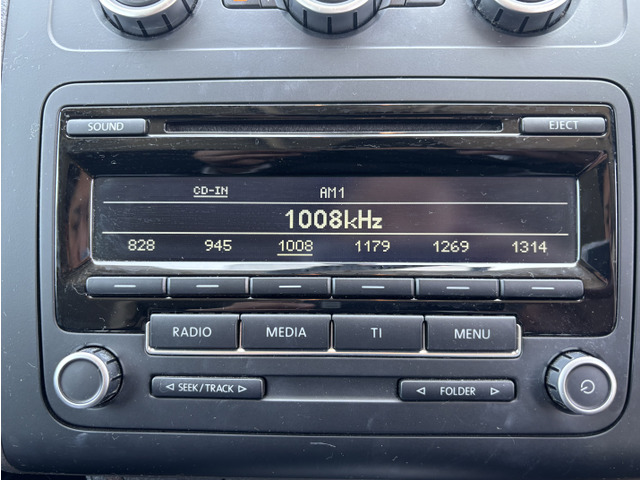 SOUND EJECT
CD-IN AM1
1008kHz
828 945 1008 1179 1269 1314
RADIO MEDIA TI MENU
◁ SEEK/TRACK ▷ ◁ FOLDER ▷